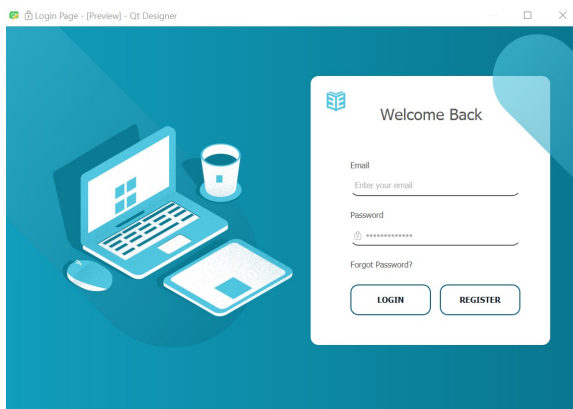 Login Page - [Preview] - Qt Designer
Welcome Back
Email
Enter your email
Password
•••••••••••••
Forgot Password?
LOGIN REGISTER